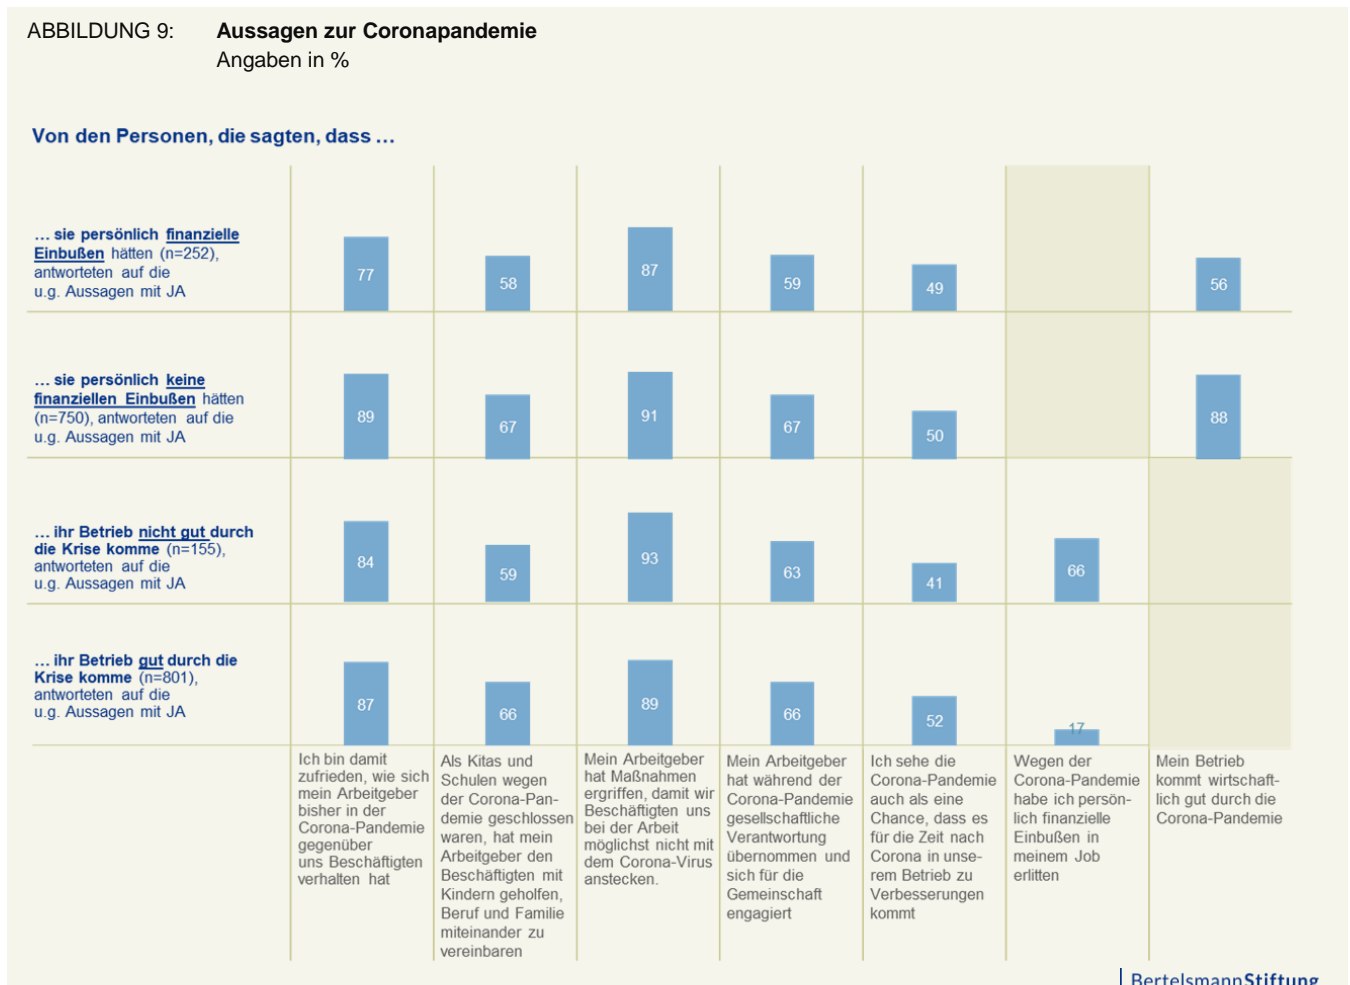 ABBILDUNG 9: Aussagen zur Coronapandemie
Angaben in %
Von den Personen, die sagten, dass ...
... sie persönlich finanzielle
Einbußen hätten (n=252),
antworteten auf die
u.g. Aussagen mit JA
77
58
87
59
49
56
... sie persönlich keine
finanziellen Einbußen hätten
(n=750), antworteten auf die
u.g. Aussagen mit JA
89
67
91
67
50
88
... ihr Betrieb nicht gut durch
die Krise komme (n=155),
antworteten auf die
u.g. Aussagen mit JA
84
59
93
63
41
66
... ihr Betrieb gut durch die
Krise komme (n=801),
antworteten auf die
u.g. Aussagen mit JA
87
66
89
66
52
17
Ich bin damit
zufrieden, wie sich
mein Arbeitgeber
bisher in der
Corona-Pandemie
gegenüber
uns Beschäftigten
verhalten hat
Als Kitas und
Schulen wegen
der Corona-Pan-
demie geschlossen
waren, hat mein
Arbeitgeber den
Beschäftigten mit
Kindern geholfen,
Beruf und Familie
miteinander zu
vereinbaren
Mein Arbeitgeber
hat Maßnahmen
ergriffen, damit wir
Beschäftigten uns
bei der Arbeit
möglichst nicht mit
dem Corona-Virus
anstecken.
Mein Arbeitgeber
hat während der
Corona-Pandemie
gesellschaftliche
Verantwortung
übernommen und
sich für die
Gemeinschaft
engagiert
Ich sehe die
Corona-Pandemie
auch als eine
Chance, dass es
für die Zeit nach
Corona in unse-
rem Betrieb zu
Verbesserungen
kommt
Wegen der
Corona-Pandemie
habe ich persön-
lich finanzielle
Einbußen in
meinem Job
erlitten
Mein Betrieb
kommt wirtschaft-
lich gut durch die
Corona-Pandemie
BertelsmannStiftung